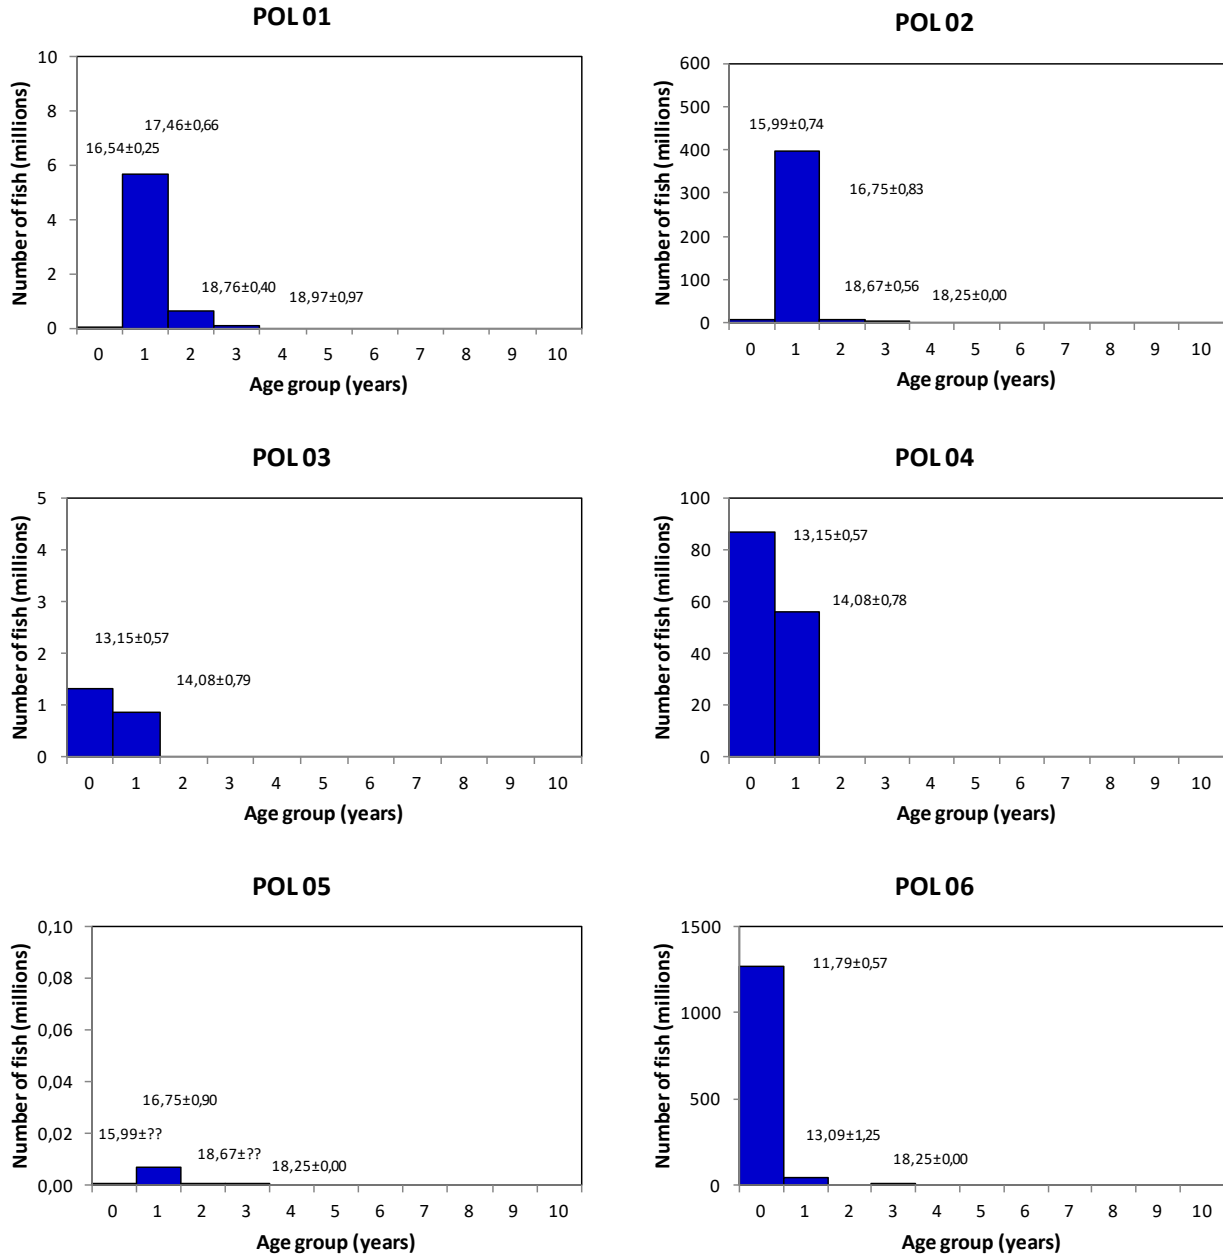 POL 01
Number of fish (millions)
10
8
6
4
2
0
17,46±0,66
16,54±0,25
18,76±0,40
18,97±0,97
0 1 2 3 4 5 6 7 8 9 10
Age group (years)
POL 02
Number of fish (millions)
600
500
400
300
200
100
0
15,99±0,74
16,75±0,83
18,67±0,56
18,25±0,00
0 1 2 3 4 5 6 7 8 9 10
Age group (years)
POL 03
Number of fish (millions)
5
4
3
2
1
0
13,15±0,57
14,08±0,79
0 1 2 3 4 5 6 7 8 9 10
Age group (years)
POL 04
Number of fish (millions)
100
80
60
40
20
0
13,15±0,57
14,08±0,78
0 1 2 3 4 5 6 7 8 9 10
Age group (years)
POL 05
Number of fish (millions)
0,10
0,08
0,06
0,04
0,02
0,00
16,75±0,90
15,99±??
18,67±??
18,25±0,00
0 1 2 3 4 5 6 7 8 9 10
Age group (years)
POL 06
Number of fish (millions)
1500
1000
500
0
11,79±0,57
13,09±1,25
18,25±0,00
0 1 2 3 4 5 6 7 8 9 10
Age group (years)